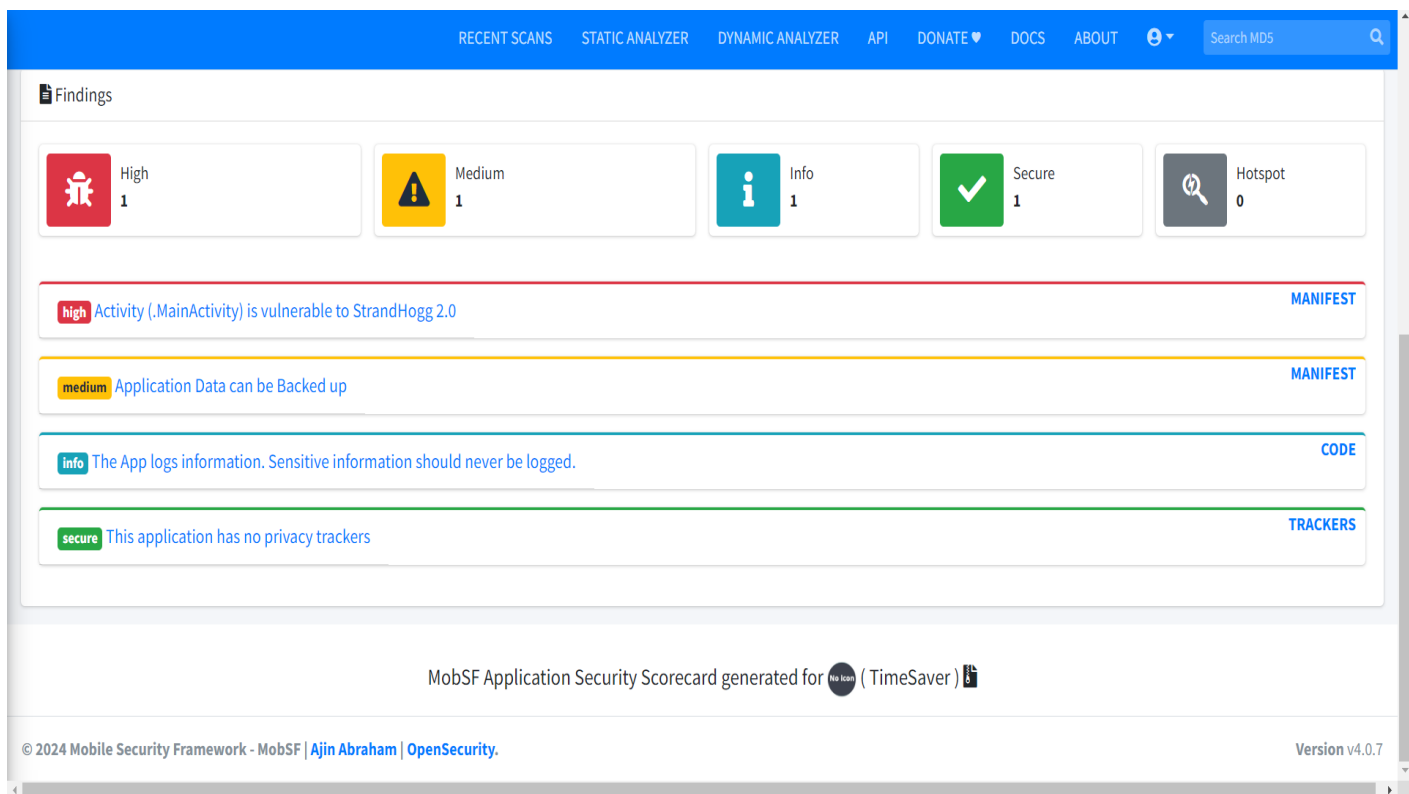 RECENT SCANS STATIC ANALYZER DYNAMIC ANALYZER API DONATE ♥ DOCS ABOUT Search MD5
Findings
High
1
Medium
1
Info
1
Secure
1
Hotspot
0
MANIFEST
high Activity (.MainActivity) is vulnerable to StrandHogg 2.0
MANIFEST
medium Application Data can be Backed up
CODE
info The App logs information. Sensitive information should never be logged.
TRACKERS
secure This application has no privacy trackers
MobSF Application Security Scorecard generated for No Icon ( TimeSaver )
© 2024 Mobile Security Framework - MobSF | Ajin Abraham | OpenSecurity. Version v4.0.7